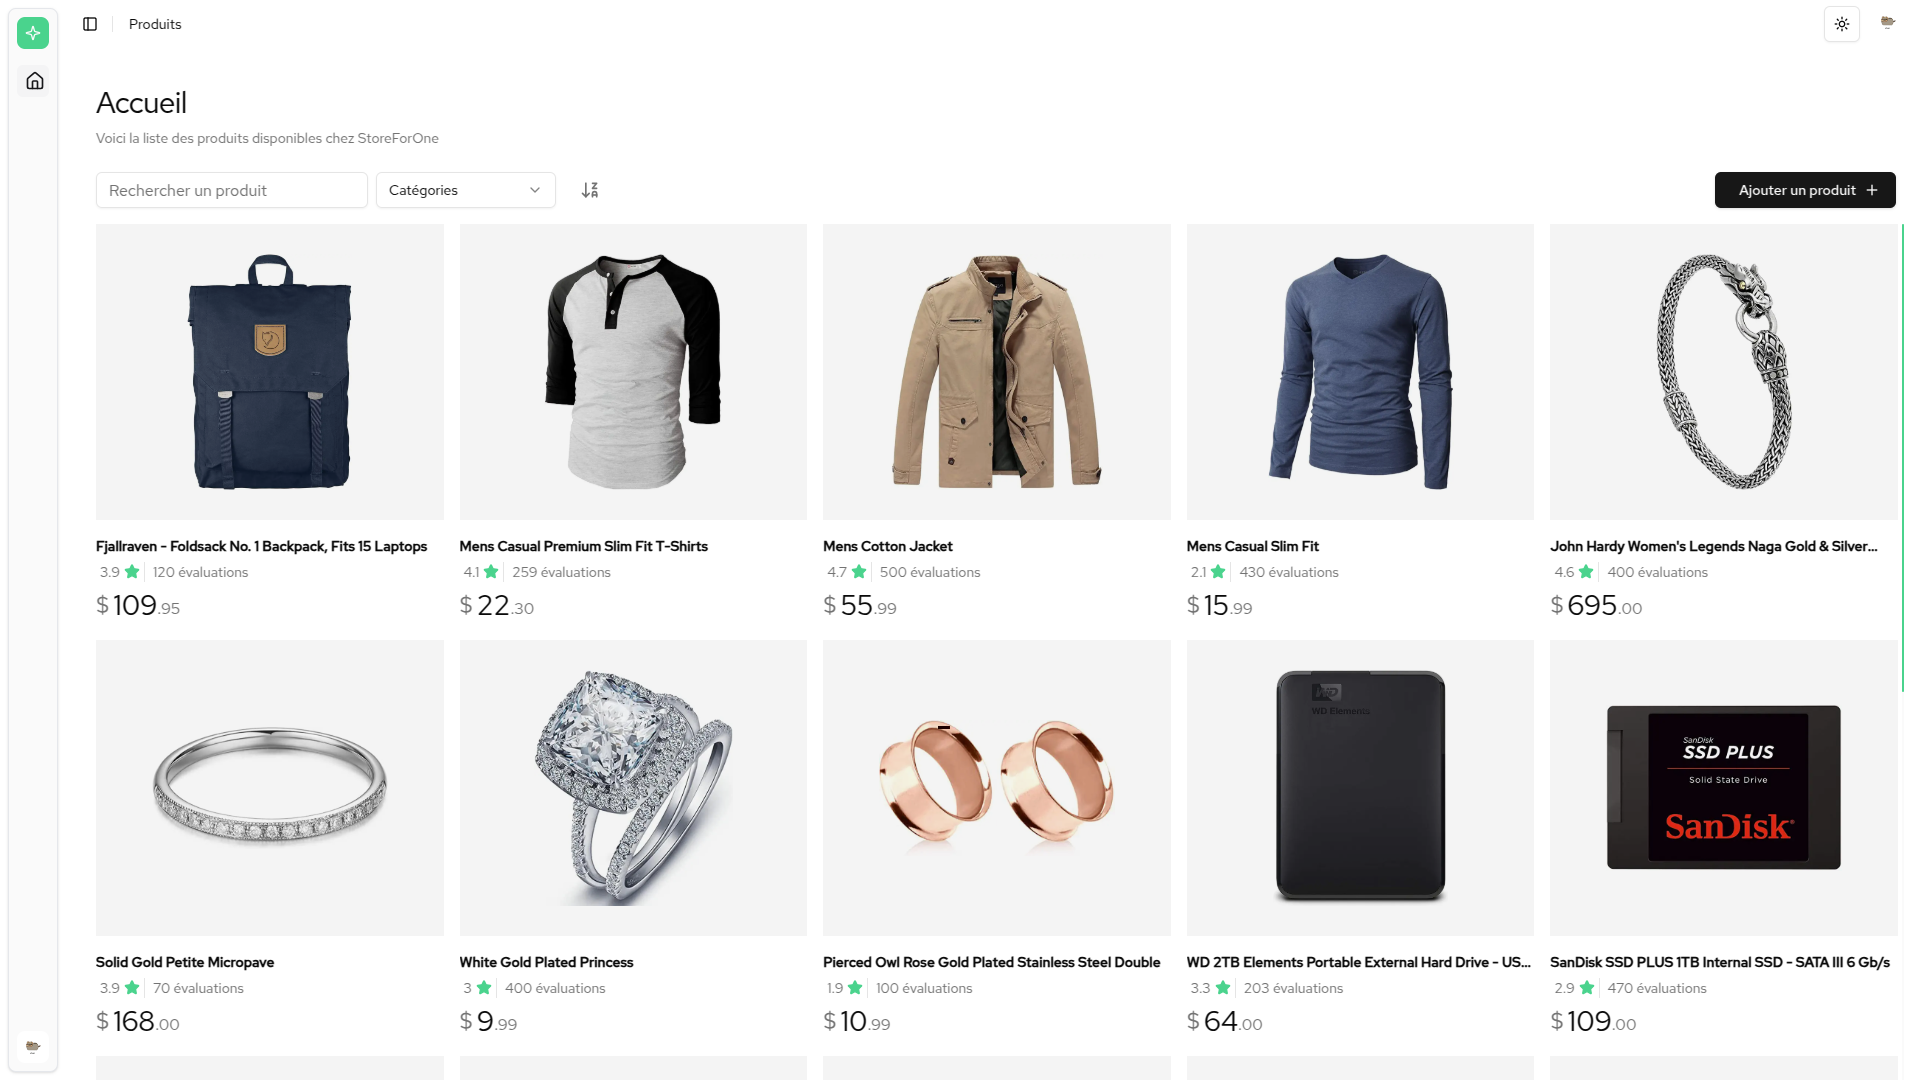 Produits
Accueil
Voici la liste des produits disponibles chez StoreForOne
Rechercher un produit
Catégories
Ajouter un produit
Fjallraven - Foldsack No. 1 Backpack, Fits 15 Laptops
3.9 120 évaluations
$ 109.95
Mens Casual Premium Slim Fit T-Shirts
4.1 259 évaluations
$ 22.30
Mens Cotton Jacket
4.7 500 évaluations
$ 55.99
Mens Casual Slim Fit
2.1 430 évaluations
$ 15.99
John Hardy Women's Legends Naga Gold & Silver...
4.6 400 évaluations
$ 695.00
Solid Gold Petite Micropave
3.9 70 évaluations
$ 168.00
White Gold Plated Princess
3 400 évaluations
$ 9.99
Pierced Owl Rose Gold Plated Stainless Steel Double
1.9 100 évaluations
$ 10.99
WD
WD Elements
WD 2TB Elements Portable External Hard Drive - US...
3.3 203 évaluations
$ 64.00
SanDisk
SSD PLUS
Solid State Drive
SanDisk
SanDisk SSD PLUS 1TB Internal SSD - SATA III 6 Gb/s
2.9 470 évaluations
$ 109.00